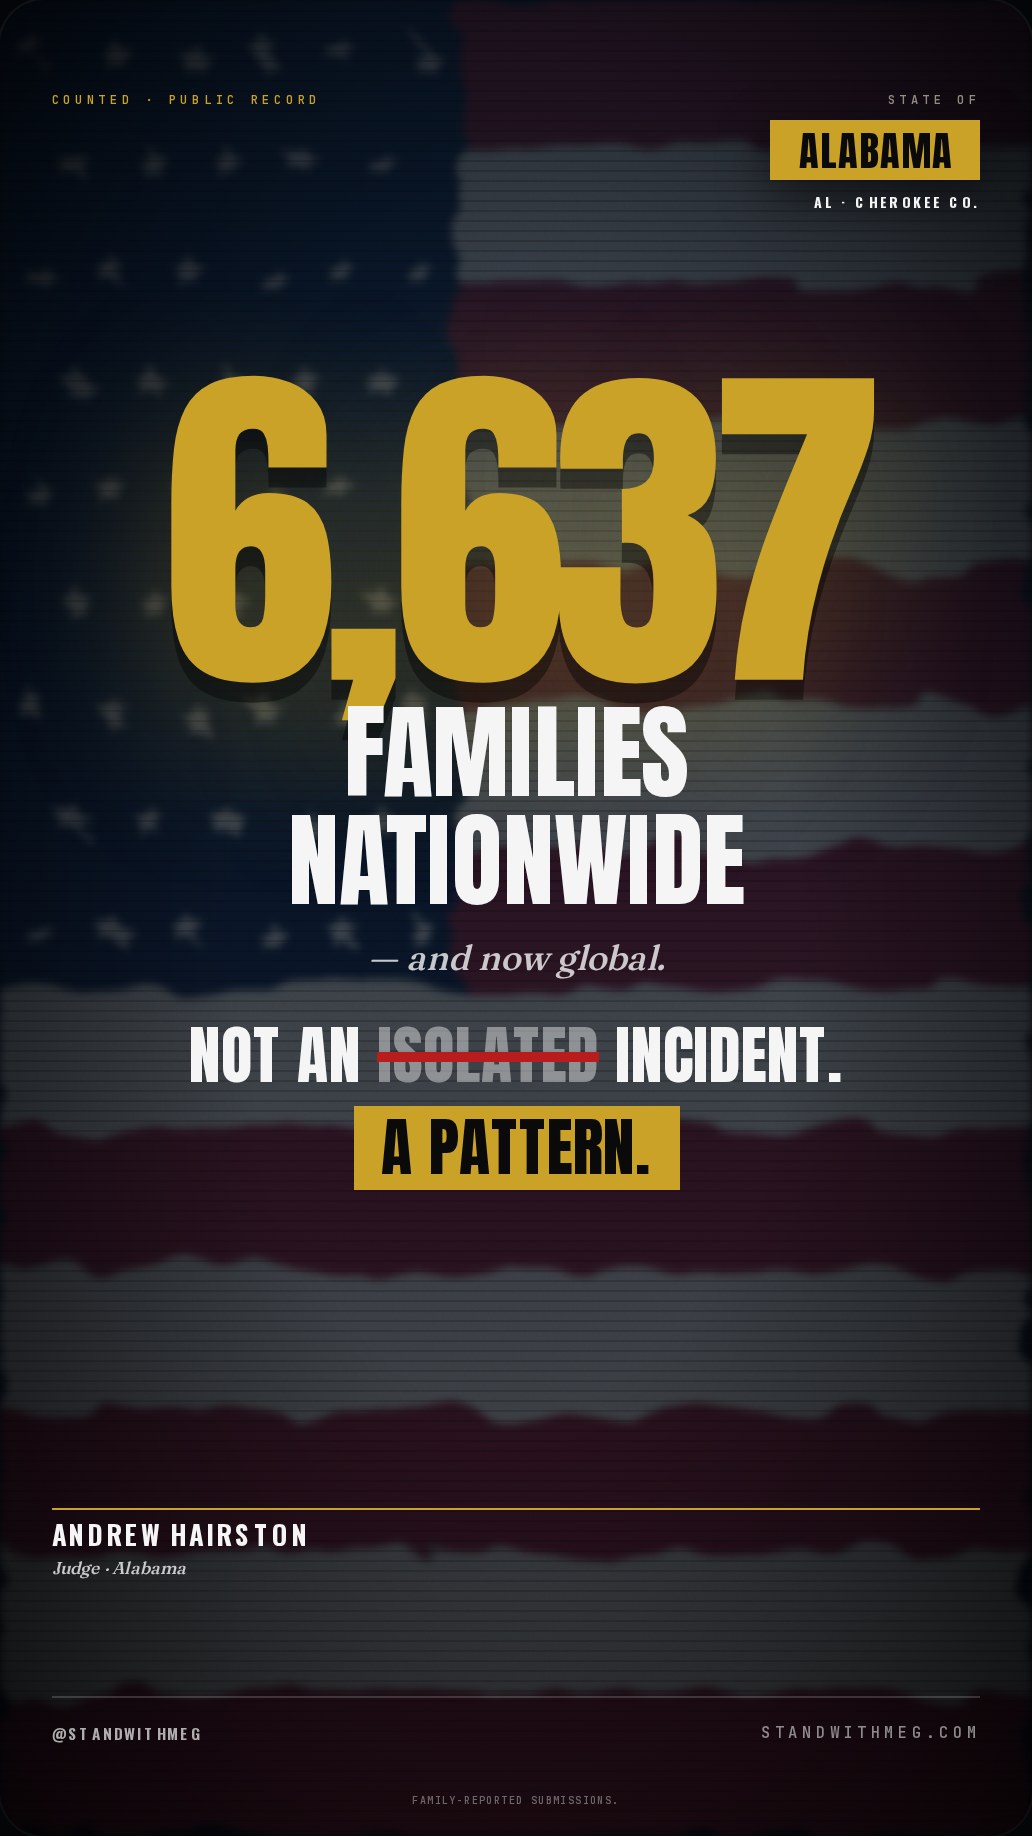 COUNTED · PUBLIC RECORD
STATE OF
ALABAMA
AL · CHEROKEE CO.
6,637
FAMILIES
NATIONWIDE
— and now global.
NOT AN ISOLATED INCIDENT.
A PATTERN.
ANDREW HAIRSTON
Judge · Alabama
@STANDWITHMEG
STANDWITHMEG.COM
FAMILY-REPORTED SUBMISSIONS.